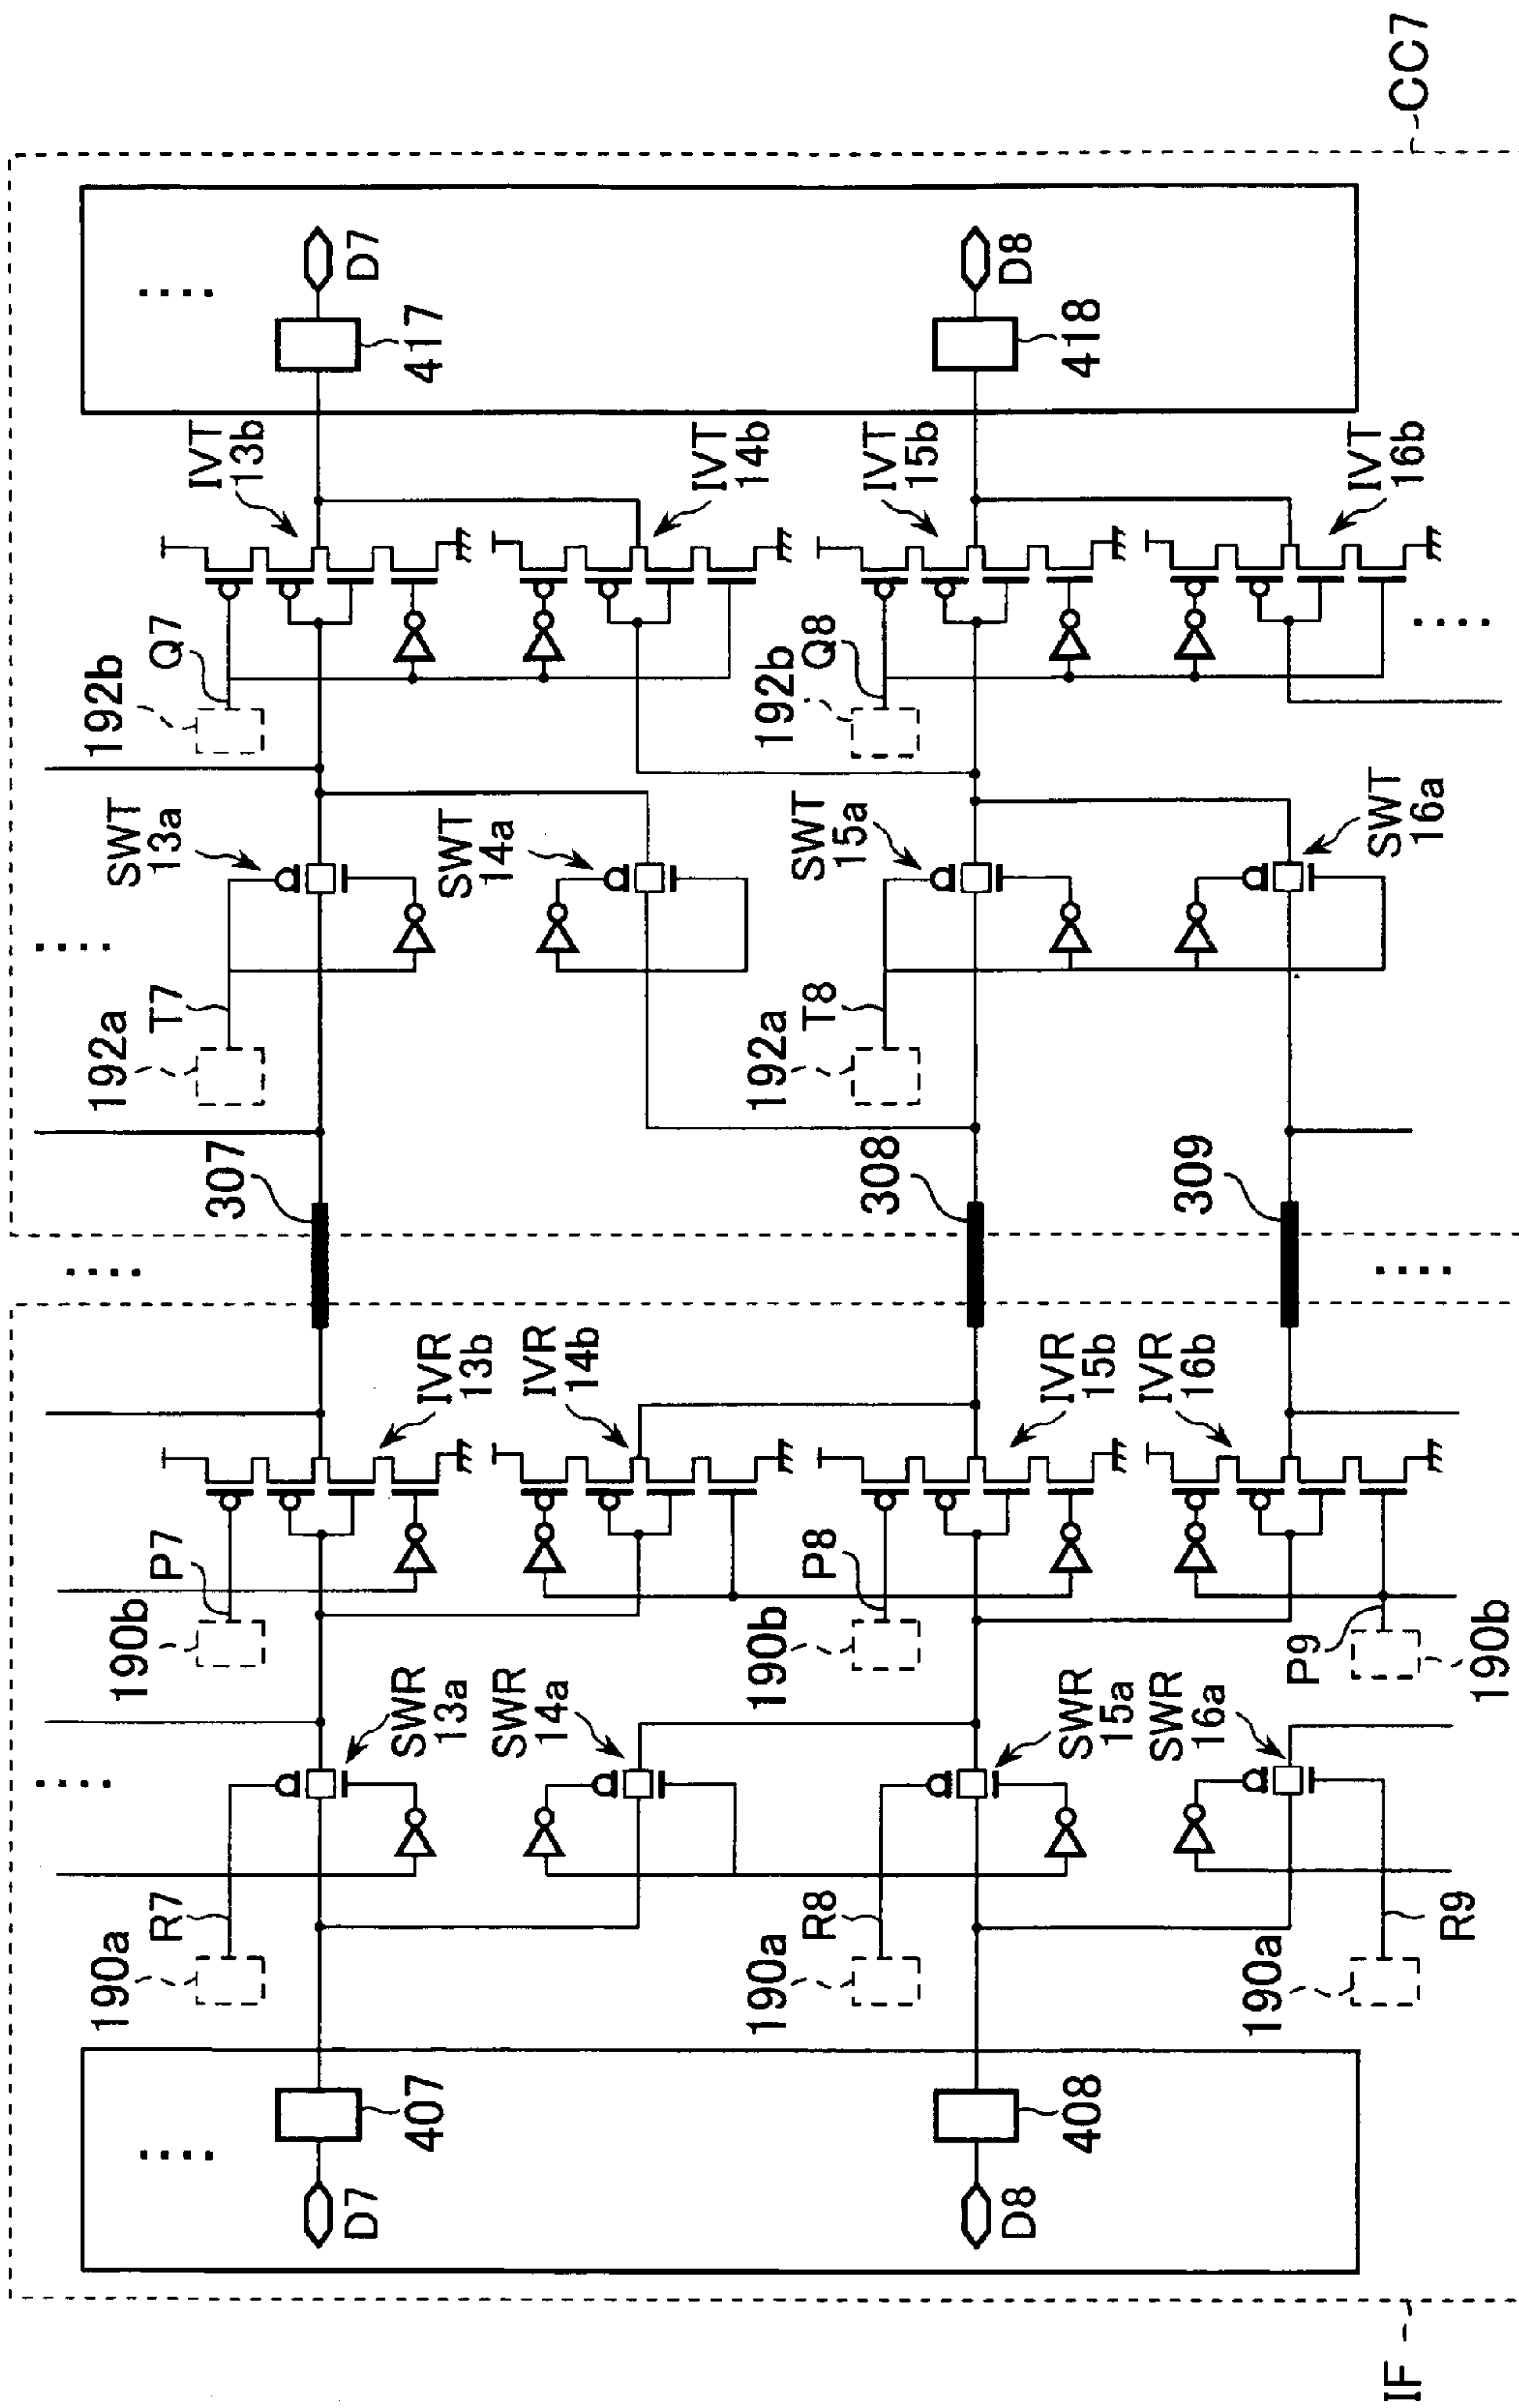 CC7
IF
D7
407
D8
408
190a
R7
SWR
13a
SWR
14a
190a
R8
SWR
15a
SWR
16a
190a
R9
190b
P7
IVR
13b
IVR
14b
190b
P8
IVR
15b
IVR
16b
P9
190b
307
308
309
192a
T7
SWT
13a
SWT
14a
192a
T8
SWT
15a
SWT
16a
192b
Q7
IVT
13b
IVT
14b
192b
Q8
IVT
15b
IVT
16b
417
D7
418
D8